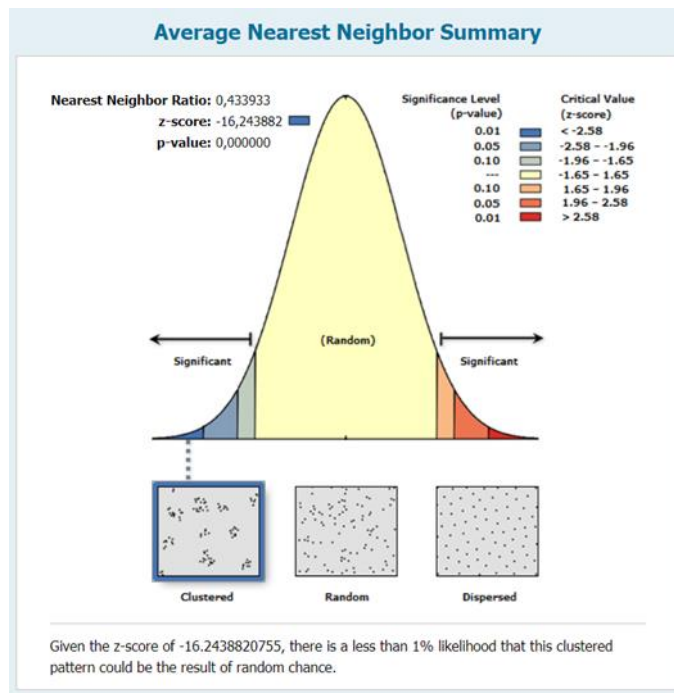 Average Nearest Neighbor Summary
Nearest Neighbor Ratio: 0,433933
z-score: -16,243882
p-value: 0,000000
Significance Level (p-value) Critical Value (z-score)
0.01 < -2.58
0.05 -2.58 – -1.96
0.10 -1.96 – -1.65
--- -1.65 – 1.65
0.10 1.65 – 1.96
0.05 1.96 – 2.58
0.01 > 2.58
Significant (Random) Significant
Clustered Random Dispersed
Given the z-score of -16.2438820755, there is a less than 1% likelihood that this clustered
pattern could be the result of random chance.